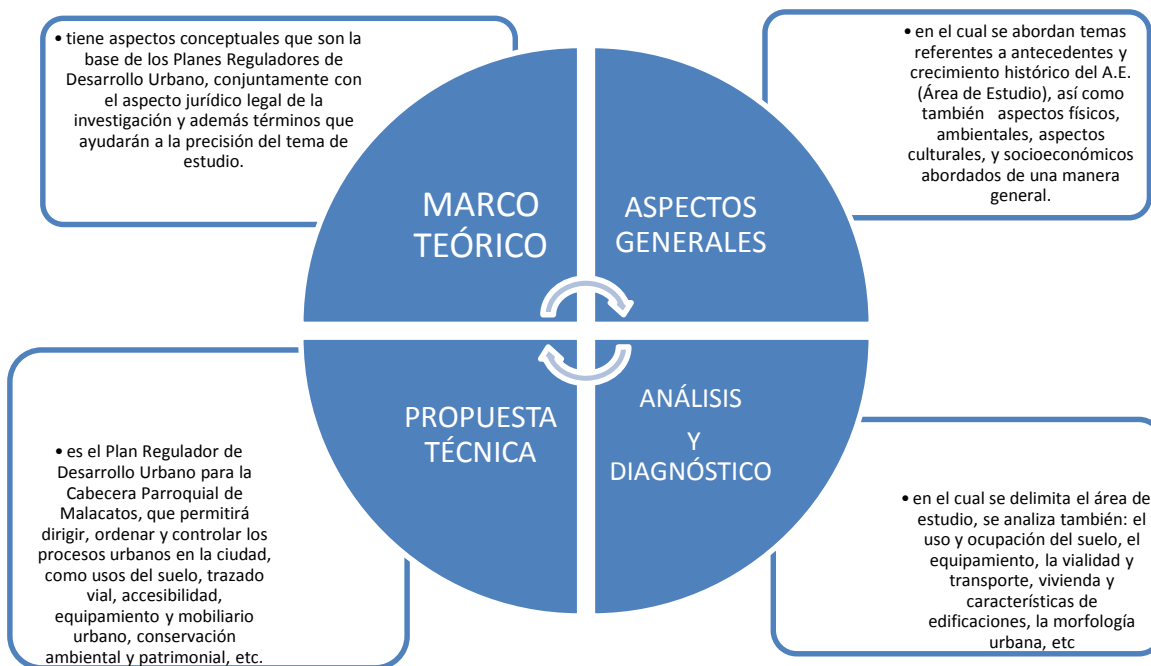 • tiene aspectos conceptuales que son la
base de los Planes Reguladores de
Desarrollo Urbano, conjuntamente con
el aspecto jurídico legal de la
investigación y además términos que
ayudarán a la precisión del tema de
estudio.
• en el cual se abordan temas
referentes a antecedentes y
crecimiento histórico del A.E.
(Área de Estudio), así como
también aspectos físicos,
ambientales, aspectos
culturales, y socioeconómicos
abordados de una manera
general.
MARCO
TEÓRICO
ASPECTOS
GENERALES
PROPUESTA
TÉCNICA
ANÁLISIS
Y
DIAGNÓSTICO
• es el Plan Regulador de
Desarrollo Urbano para la
Cabecera Parroquial de
Malacatos, que permitirá
dirigir, ordenar y controlar los
procesos urbanos en la ciudad,
como usos del suelo, trazado
vial, accesibilidad,
equipamiento y mobiliario
urbano, conservación
ambiental y patrimonial, etc.
• en el cual se delimita el área de
estudio, se analiza también: el
uso y ocupación del suelo, el
equipamiento, la vialidad y
transporte, vivienda y
características de
edificaciones, la morfología
urbana, etc